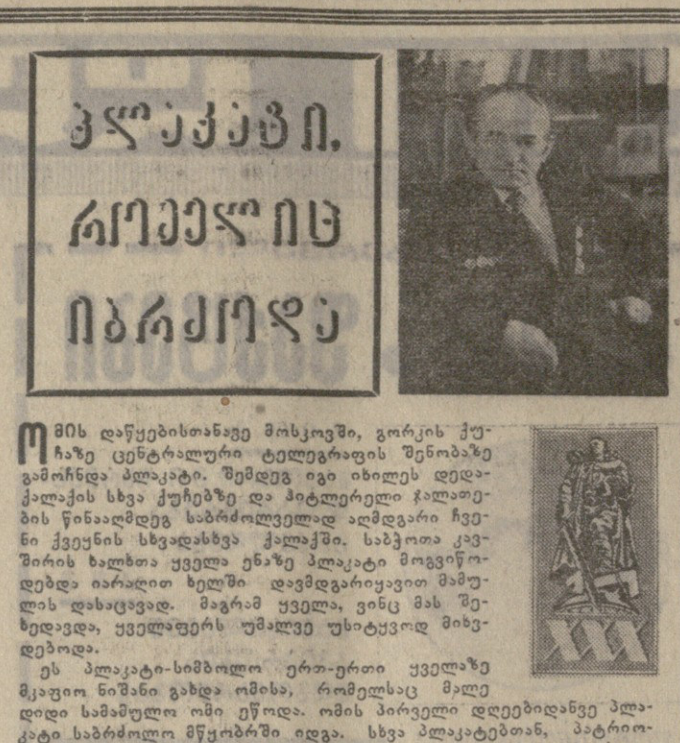 პლაკატი,
რომელიც
იბრძოდა
ომის დაწყებისთანავე მოსკოვში, გორკის ქუ-
ჩაზე ცენტრალური ტელეგრაფის შენობაზე
გამოჩნდა პლაკატი. შემდეგ იგი იხილეს დედა-
ქალაქის სხვა ქუჩებზე და ჰიტლერელი ჯალათე-
ბის წინააღმდეგ საბრძოლველად აღმდგარი ჩვე-
ნი ქვეყნის სხვადასხვა ქალაქში. საბჭოთა კავ-
შირის ხალხთა ყველა ენაზე პლაკატი მოგვიწო-
დებდა იარაღით ხელში დავმდგარიყავით მამუ-
ლის დასაცავად. მაგრამ ყველა, ვინც მას შე-
ხედავდა, ყველაფერს უმალვე უსიტყვოდ მიხვ-
დებოდა.
ეს პლაკატი-სიმბოლო ერთ-ერთი ყველაზე
მკაფიო ნიშანი გახდა ომისა, რომელსაც მალე
დიდი სამამულო ომი ეწოდა. ომის პირველი დღეებიდანვე პლა-
კატი საბრძოლო მწყობრში იდგა. სხვა პლაკატებთან, პატრიო-
XXX